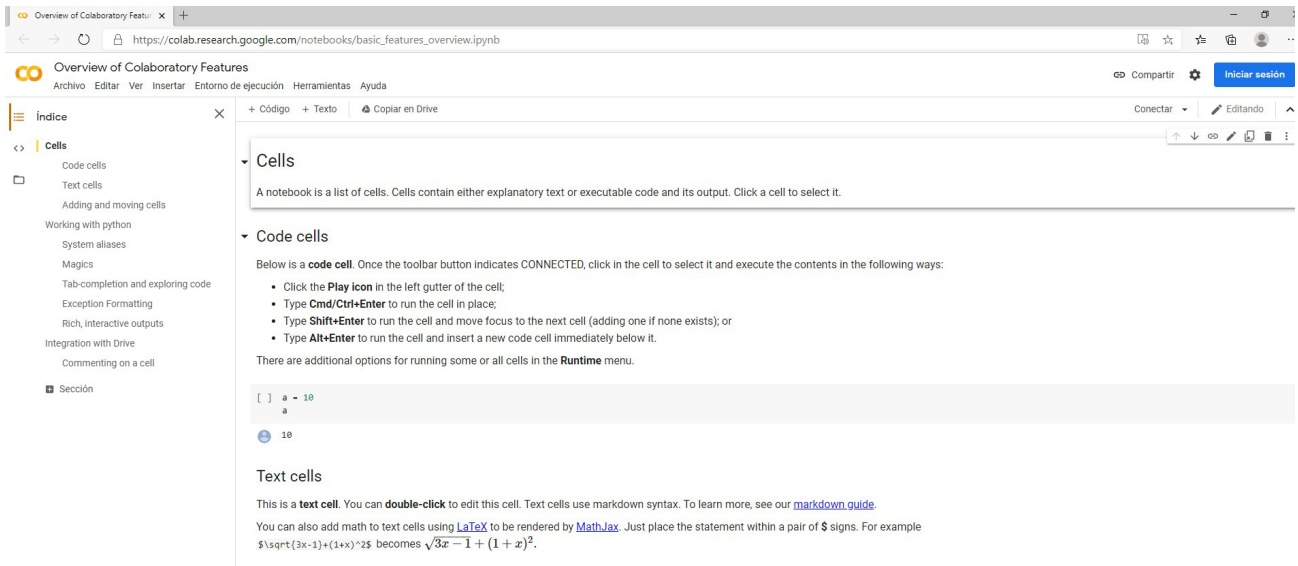 Overview of Colaboratory Featur
https://colab.research.google.com/notebooks/basic_features_overview.ipynb
Overview of Colaboratory Features
Archivo Editar Ver Insertar Entorno de ejecución Herramientas Ayuda
Compartir
Iniciar sesión
Índice
+ Código + Texto Copiar en Drive
Conectar
Editando
Cells
Code cells
Text cells
Adding and moving cells
Working with python
System aliases
Magics
Tab-completion and exploring code
Exception Formatting
Rich, interactive outputs
Integration with Drive
Commenting on a cell
Sección
Cells
A notebook is a list of cells. Cells contain either explanatory text or executable code and its output. Click a cell to select it.
Code cells
Below is a code cell. Once the toolbar button indicates CONNECTED, click in the cell to select it and execute the contents in the following ways:
• Click the Play icon in the left gutter of the cell;
• Type Cmd/Ctrl+Enter to run the cell in place;
• Type Shift+Enter to run the cell and move focus to the next cell (adding one if none exists); or
• Type Alt+Enter to run the cell and insert a new code cell immediately below it.
There are additional options for running some or all cells in the Runtime menu.
[ ] a = 10
a
10
Text cells
This is a text cell. You can double-click to edit this cell. Text cells use markdown syntax. To learn more, see our markdown guide.
You can also add math to text cells using LaTeX to be rendered by MathJax. Just place the statement within a pair of $ signs. For example
$\sqrt{3x-1}+(1+x)^2$ becomes √3x − 1 + (1 + x)².